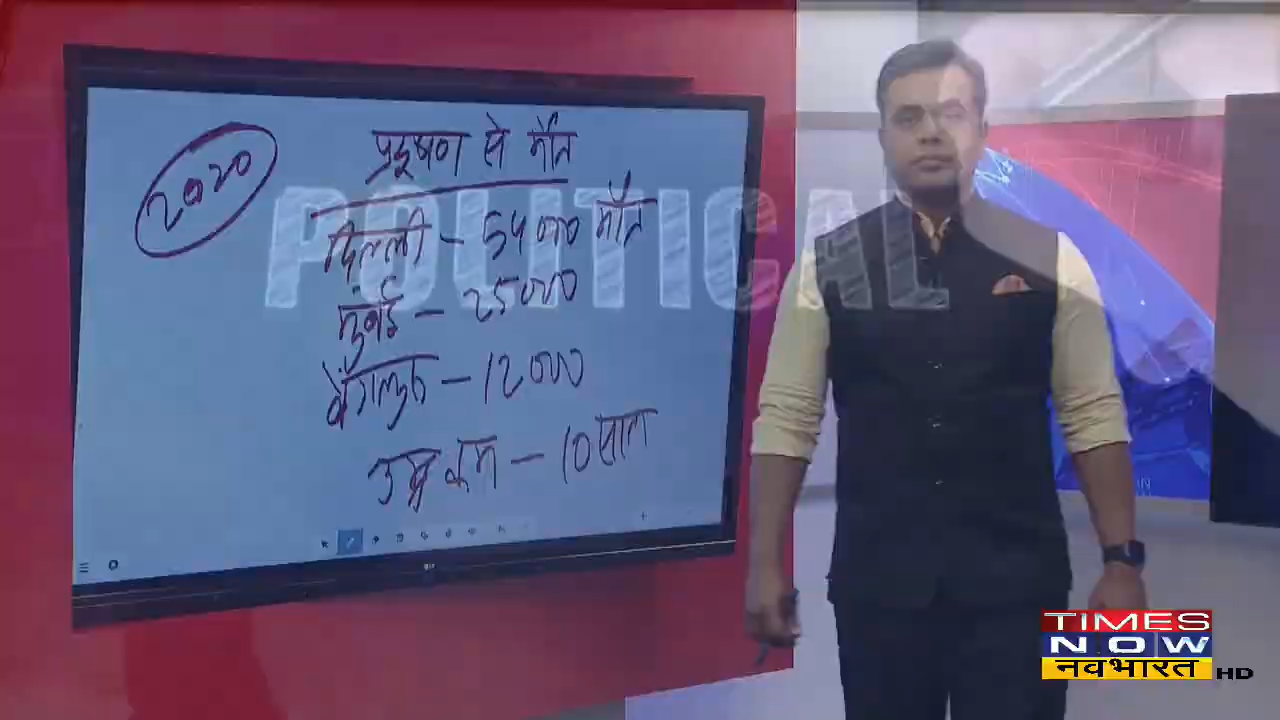 2020
प्रदूषण से मौत
दिल्ली - 54000 मौत
मुंबई - 25000
बैंगलुरु - 12000
उम्र कम - 10 साल
POLITICAL
TIMES
NOW
नवभारत HD